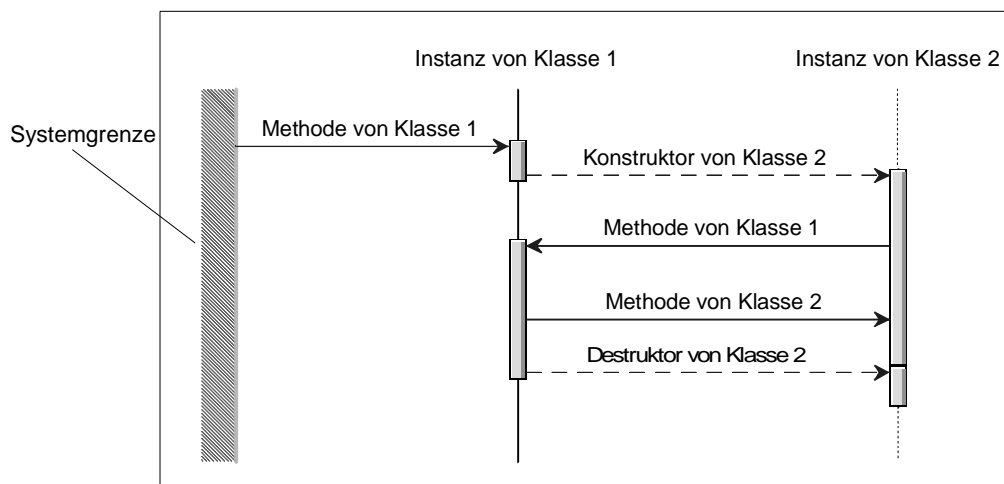 Instanz von Klasse 1
Instanz von Klasse 2
Systemgrenze
Methode von Klasse 1
Konstruktor von Klasse 2
Methode von Klasse 1
Methode von Klasse 2
Destruktor von Klasse 2